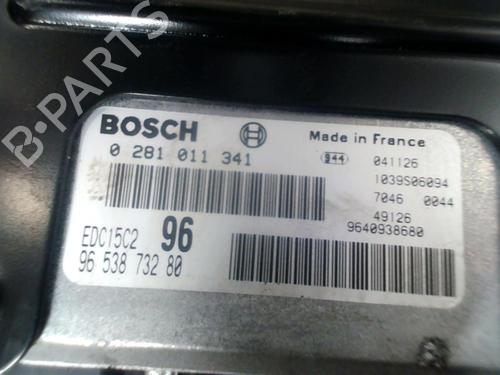 B-PARTS
BOSCH
Made in France
0 281 011 341
944 041126
1039S06094
7046 0044
49126
9640938680
EDC15C2 96
96 538 732 80